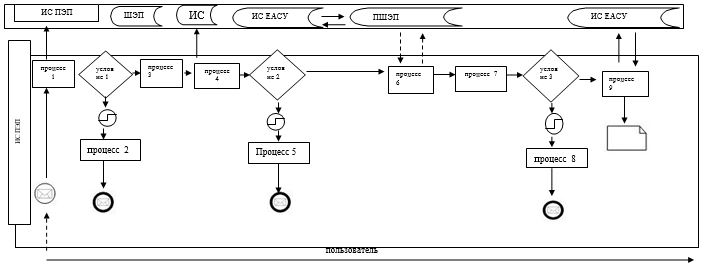 ИС ПЭП
ШЭП
ИС
ИС ЕАСУ
ПШЭП
ИС ЕАСУ
ИС ПЭП
процесс
1
услов
ие 1
процесс
3
процесс
4
услов
ие 2
процесс
6
процесс 7
услов
ие 3
процесс
9
процесс 2
Процесс 5
процесс 8
пользователь